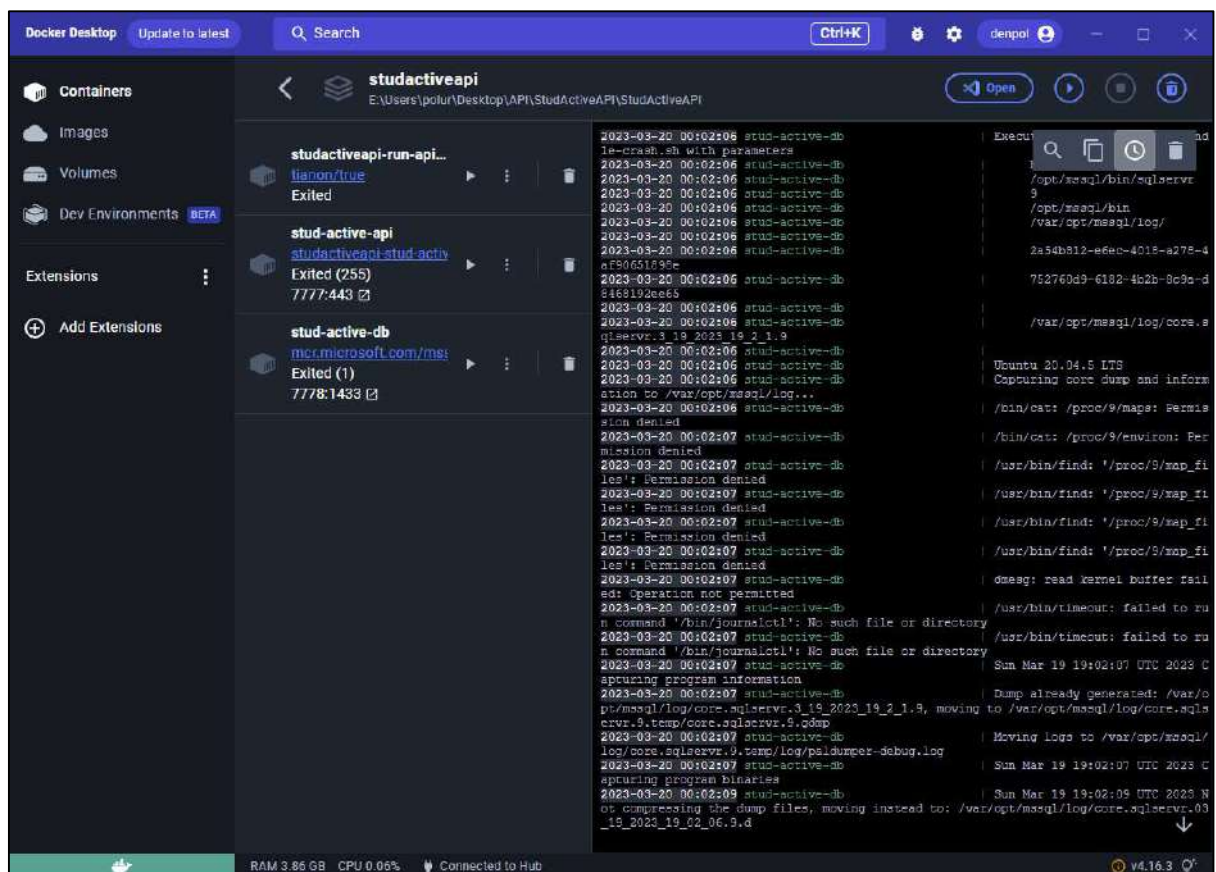 Docker Desktop Update to latest Search Ctrl+K denpol
Containers
Images
Volumes
Dev Environments BETA
Extensions
Add Extensions
studactiveapi
E:\Users\polur\Desktop\API\StudActiveAPI\StudActiveAPI
Open
studactiveapi-run-api...
tianon/true
Exited
stud-active-api
studactiveapi-stud-activ
Exited (255)
7777:443
stud-active-db
mcr.microsoft.com/mss
Exited (1)
7778:1433
2023-03-20 00:02:06 stud-active-db | Execu nd
le-crash.sh with parameters
2023-03-20 00:02:06 stud-active-db
2023-03-20 00:02:06 stud-active-db /opt/mssql/bin/sqlservr
2023-03-20 00:02:06 stud-active-db 9
2023-03-20 00:02:06 stud-active-db /opt/mssql/bin
2023-03-20 00:02:06 stud-active-db /var/opt/mssql/log/
2023-03-20 00:02:06 stud-active-db
2023-03-20 00:02:06 stud-active-db 2a54b812-e6ec-4018-a278-4
af90651895e
2023-03-20 00:02:06 stud-active-db 752760d9-6182-4b2b-8c9a-d
8468192ee65
2023-03-20 00:02:06 stud-active-db
2023-03-20 00:02:06 stud-active-db /var/opt/mssql/log/core.s
qlservr.3_19_2023_19_2_1.9
2023-03-20 00:02:06 stud-active-db
2023-03-20 00:02:06 stud-active-db | Ubuntu 20.04.5 LTS
2023-03-20 00:02:06 stud-active-db | Capturing core dump and inform
ation to /var/opt/mssql/log...
2023-03-20 00:02:06 stud-active-db | /bin/cat: /proc/9/maps: Permis
sion denied
2023-03-20 00:02:07 stud-active-db | /bin/cat: /proc/9/environ: Per
mission denied
2023-03-20 00:02:07 stud-active-db | /usr/bin/find: '/proc/9/map_fi
les': Permission denied
2023-03-20 00:02:07 stud-active-db | /usr/bin/find: '/proc/9/map_fi
les': Permission denied
2023-03-20 00:02:07 stud-active-db | /usr/bin/find: '/proc/9/map_fi
les': Permission denied
2023-03-20 00:02:07 stud-active-db | /usr/bin/find: '/proc/9/map_fi
les': Permission denied
2023-03-20 00:02:07 stud-active-db | dmesg: read kernel buffer fail
ed: Operation not permitted
2023-03-20 00:02:07 stud-active-db | /usr/bin/timeout: failed to ru
n command '/bin/journalctl': No such file or directory
2023-03-20 00:02:07 stud-active-db | /usr/bin/timeout: failed to ru
n command '/bin/journalctl': No such file or directory
2023-03-20 00:02:07 stud-active-db | Sun Mar 19 19:02:07 UTC 2023 C
apturing program information
2023-03-20 00:02:07 stud-active-db | Dump already generated: /var/o
pt/mssql/log/core.sqlservr.3_19_2023_19_2_1.9, moving to /var/opt/mssql/log/core.sqls
ervr.9.temp/core.sqlservr.9.gdmp
2023-03-20 00:02:07 stud-active-db | Moving logs to /var/opt/mssql/
log/core.sqlservr.9.temp/log/paldumper-debug.log
2023-03-20 00:02:07 stud-active-db | Sun Mar 19 19:02:07 UTC 2023 C
apturing program binaries
2023-03-20 00:02:09 stud-active-db | Sun Mar 19 19:02:09 UTC 2023 N
ot compressing the dump files, moving instead to: /var/opt/mssql/log/core.sqlservr.03
_19_2023_19_02_06.9.d
RAM 3.86 GB CPU 0.06% Connected to Hub v4.16.3